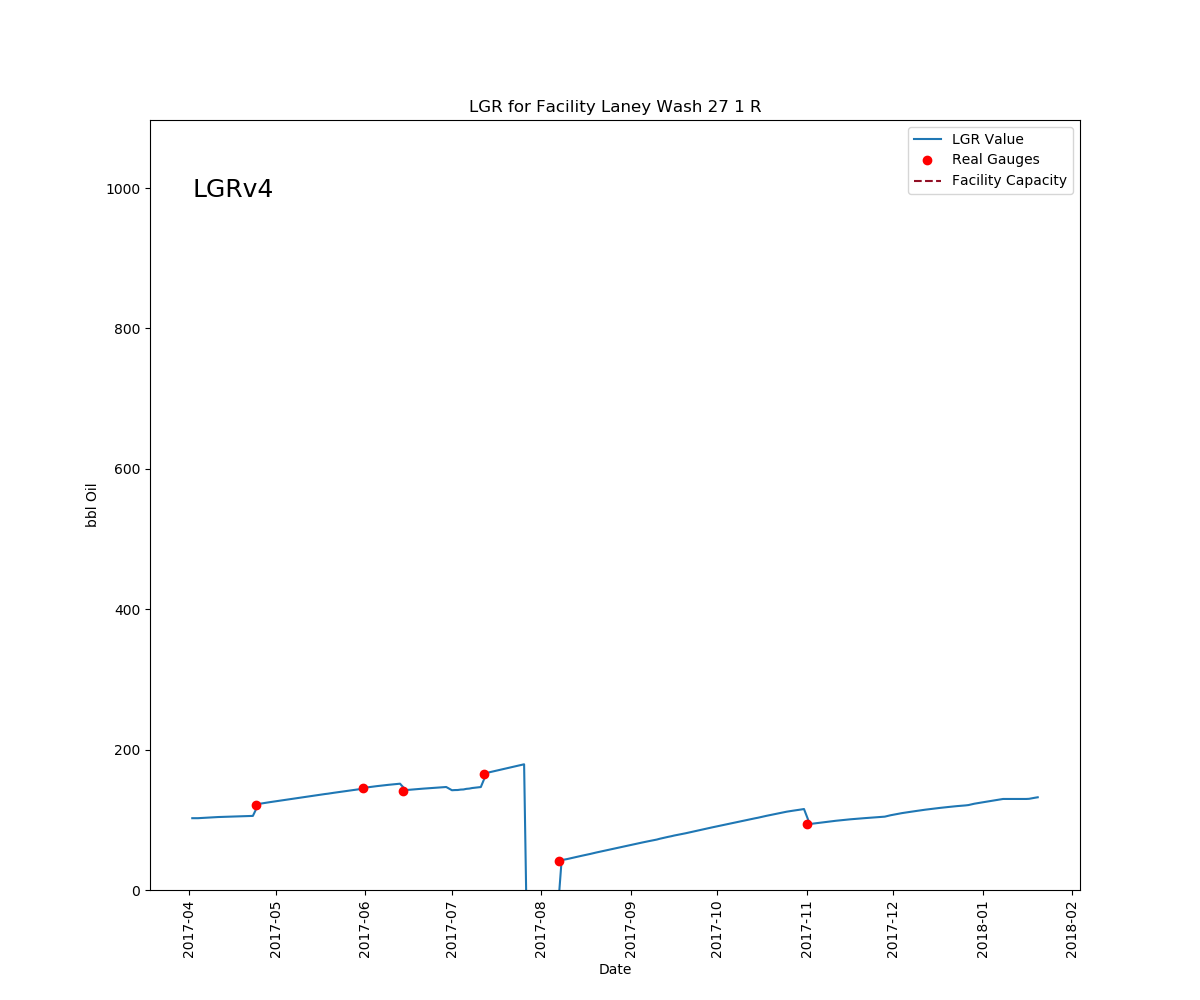 LGR for Facility Laney Wash 27 1 R
LGR Value
Real Gauges
Facility Capacity
LGRv4
1000
800
600
400
200
0
bbl Oil
2017-04
2017-05
2017-06
2017-07
2017-08
2017-09
2017-10
2017-11
2017-12
2018-01
2018-02
Date